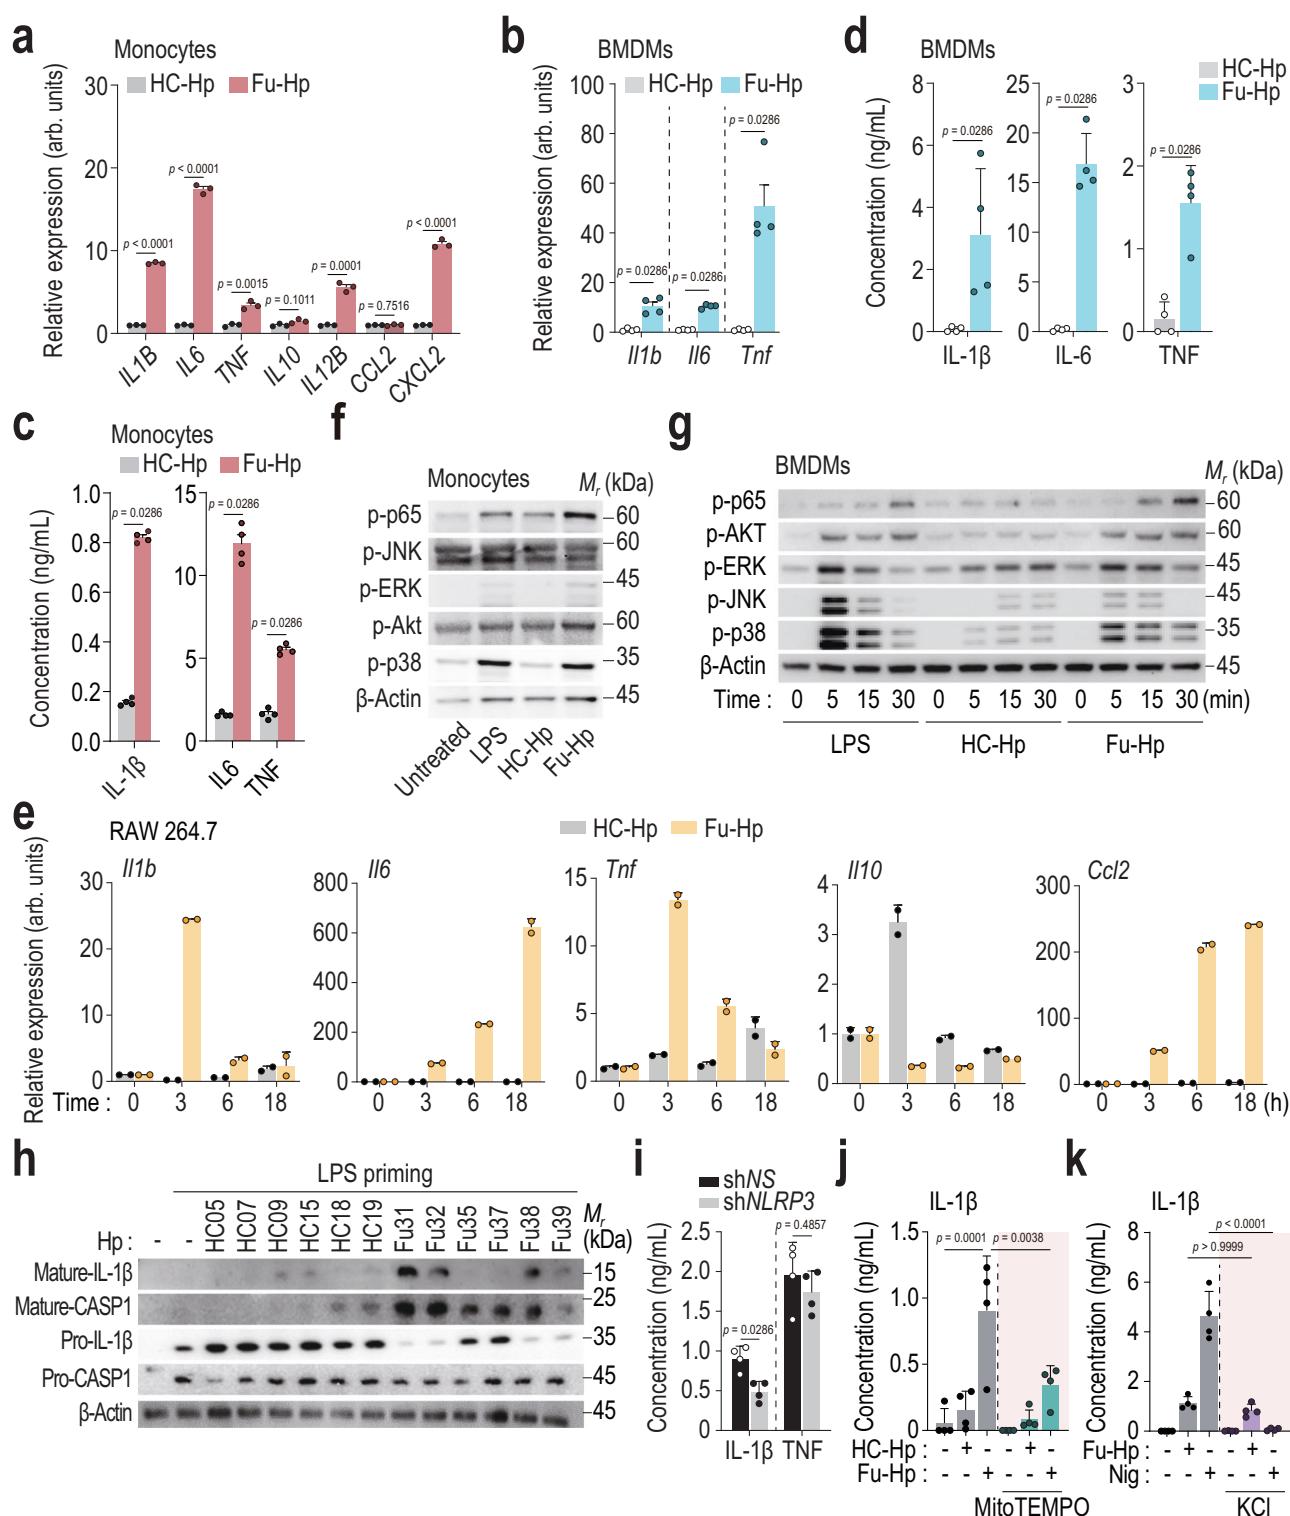 a
Monocytes
HC-Hp Fu-Hp
Relative expression (arb. units)
30
20
10
0
p < 0.0001
p < 0.0001
p = 0.0015
p = 0.1011
p = 0.0001
p = 0.7516
p < 0.0001
IL1B IL6 TNF IL10 IL12B CCL2 CXCL2
b
BMDMs
HC-Hp Fu-Hp
Relative expression (arb. units)
100
80
60
40
20
0
p = 0.0286
p = 0.0286
p = 0.0286
Il1b Il6 Tnf
d
BMDMs
HC-Hp
Fu-Hp
Concentration (ng/mL)
8
6
4
2
0
p = 0.0286
IL-1β
25
20
15
10
5
0
p = 0.0286
IL-6
3
2
1
0
p = 0.0286
TNF
c
Monocytes
HC-Hp Fu-Hp
Concentration (ng/mL)
1.0
0.8
0.6
0.4
0.2
0.0
p = 0.0286
IL-1β
15
10
5
0
p = 0.0286
p = 0.0286
IL6 TNF
f
Monocytes Mr (kDa)
p-p65 60
p-JNK 60
p-ERK 45
p-Akt 60
p-p38 35
β-Actin 45
Untreated LPS HC-Hp Fu-Hp
g
BMDMs Mr (kDa)
p-p65 60
p-AKT 60
p-ERK 45
p-JNK 45
p-p38 35
β-Actin 45
Time : 0 5 15 30 0 5 15 30 0 5 15 30 (min)
LPS HC-Hp Fu-Hp
e
RAW 264.7
HC-Hp Fu-Hp
Relative expression (arb. units)
Il1b
30
20
10
0
Il6
800
600
400
200
0
Tnf
15
10
5
0
Il10
4
3
2
1
0
Ccl2
300
200
100
0
Time : 0 3 6 18 0 3 6 18 0 3 6 18 0 3 6 18 0 3 6 18 (h)
h
LPS priming
Hp : - - HC05 HC07 HC09 HC15 HC18 HC19 Fu31 Fu32 Fu35 Fu37 Fu38 Fu39 Mr (kDa)
Mature-IL-1β 15
Mature-CASP1 25
Pro-IL-1β 35
Pro-CASP1 45
β-Actin 45
i
shNS
shNLRP3
Concentration (ng/mL)
2.5
2.0
1.5
1.0
0.5
0
p = 0.4857
p = 0.0286
IL-1β TNF
j
IL-1β
Concentration (ng/mL)
1.5
1.0
0.5
0
p = 0.0001
p = 0.0038
HC-Hp : - + - - + -
Fu-Hp : - - + - - +
MitoTEMPO
k
IL-1β
Concentration (ng/mL)
8
6
4
2
0
p < 0.0001
p > 0.9999
Fu-Hp : - + - - + -
Nig : - - + - - +
KCl